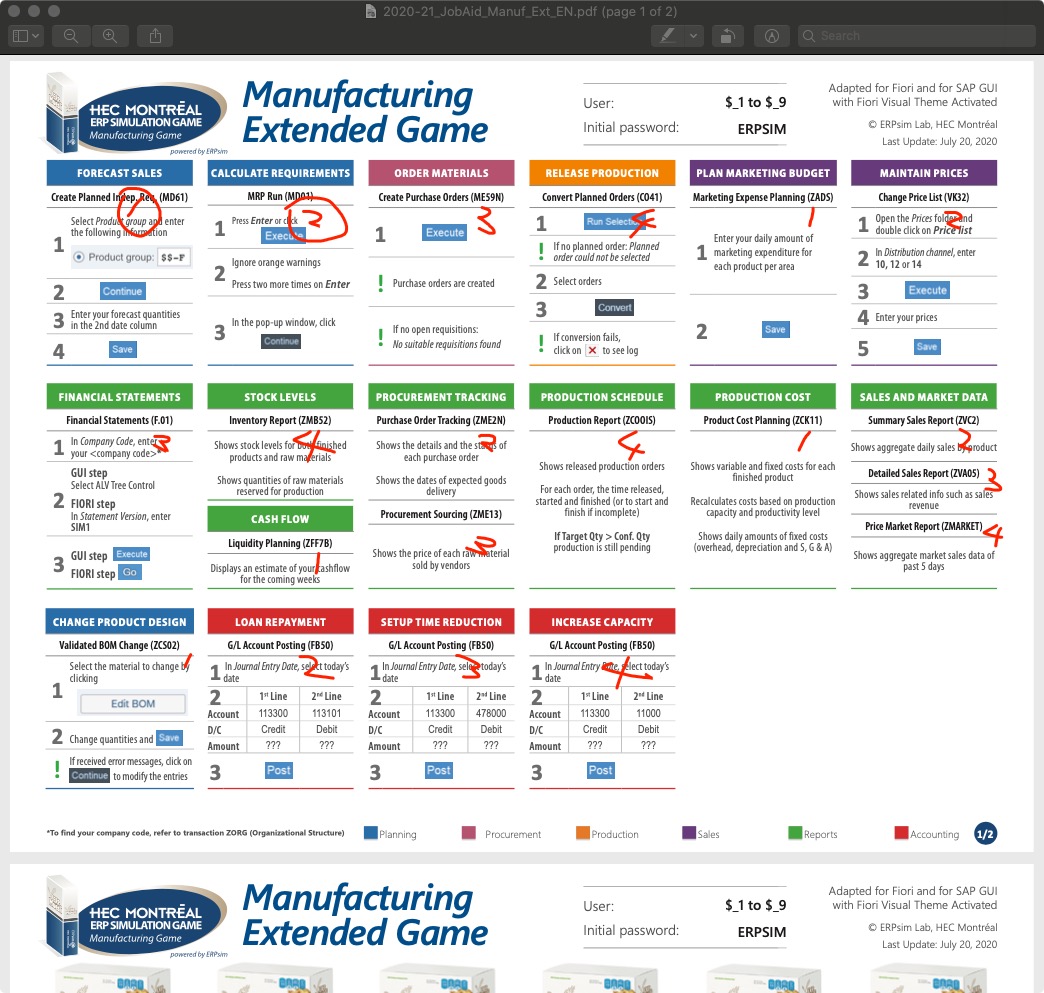 2020-21_JobAid_Manuf_Ext_EN.pdf (page 1 of 2)
Search
HEC MONTRÉAL
ERP SIMULATION GAME
Manufacturing Game
powered by ERPsim
Manufacturing
Extended Game
User: $_1 to $_9
Initial password: ERPSIM
Adapted for Fiori and for SAP GUI
with Fiori Visual Theme Activated
© ERPsim Lab, HEC Montréal
Last Update: July 20, 2020
FORECAST SALES
Create Planned Indep. Req. (MD61)
1
1 Select Product group and enter
the following information
Product group: $$-F
2 Continue
3 Enter your forecast quantities
in the 2nd date column
4 Save
CALCULATE REQUIREMENTS
MRP Run (MD01)
2
1 Press Enter or click
Execute
2 Ignore orange warnings
Press two more times on Enter
3 In the pop-up window, click
Continue
ORDER MATERIALS
Create Purchase Orders (ME59N)
3
1 Execute
! Purchase orders are created
! If no open requisitions:
No suitable requisitions found
RELEASE PRODUCTION
Convert Planned Orders (CO41)
4
1 Run Selection
! If no planned order: Planned
order could not be selected
2 Select orders
3 Convert
! If conversion fails,
click on to see log
PLAN MARKETING BUDGET
Marketing Expense Planning (ZADS)
1
1 Enter your daily amount of
marketing expenditure for
each product per area
2 Save
MAINTAIN PRICES
Change Price List (VK32)
2
1 Open the Prices folder and
double click on Price list
2 In Distribution channel, enter
10, 12 or 14
3 Execute
4 Enter your prices
5 Save
FINANCIAL STATEMENTS
Financial Statements (F.01)
3
1 In Company Code, enter
your <company code>*
2 GUI step
Select ALV Tree Control
FIORI step
In Statement Version, enter
SIM1
3 GUI step Execute
FIORI step Go
STOCK LEVELS
Inventory Report (ZMB52)
4
Shows stock levels for both finished
products and raw materials
Shows quantities of raw materials
reserved for production
CASH FLOW
Liquidity Planning (ZFF7B)
1
Displays an estimate of your cashflow
for the coming weeks
PROCUREMENT TRACKING
Purchase Order Tracking (ZME2N)
2
Shows the details and the status of
each purchase order
Shows the dates of expected goods
delivery
Procurement Sourcing (ZME13)
3
Shows the price of each raw material
sold by vendors
PRODUCTION SCHEDULE
Production Report (ZCOOIS)
4
Shows released production orders
For each order, the time released,
started and finished (or to start and
finish if incomplete)
If Target Qty > Conf. Qty
production is still pending
PRODUCTION COST
Product Cost Planning (ZCK11)
1
Shows variable and fixed costs for each
finished product
Recalculates costs based on production
capacity and productivity level
Shows daily amounts of fixed costs
(overhead, depreciation and S, G & A)
SALES AND MARKET DATA
Summary Sales Report (ZVC2)
2
Shows aggregate daily sales by product
Detailed Sales Report (ZVA05)
3
Shows sales related info such as sales
revenue
Price Market Report (ZMARKET)
4
Shows aggregate market sales data of
past 5 days
CHANGE PRODUCT DESIGN
Validated BOM Change (ZCS02)
1
1 Select the material to change by
clicking
Edit BOM
2 Change quantities and Save
! If received error messages, click on
Continue to modify the entries
LOAN REPAYMENT
G/L Account Posting (FB50)
2
1 In Journal Entry Date, select today's
date
2 1st Line 2nd Line
Account 113300 113101
D/C Credit Debit
Amount ??? ???
3 Post
SETUP TIME REDUCTION
G/L Account Posting (FB50)
3
1 In Journal Entry Date, select today's
date
2 1st Line 2nd Line
Account 113300 478000
D/C Credit Debit
Amount ??? ???
3 Post
INCREASE CAPACITY
G/L Account Posting (FB50)
4
1 In Journal Entry Date, select today's
date
2 1st Line 2nd Line
Account 113300 11000
D/C Credit Debit
Amount ??? ???
3 Post
*To find your company code, refer to transaction ZORG (Organizational Structure)
Planning Procurement Production Sales Reports Accounting 1/2
HEC MONTRÉAL
ERP SIMULATION GAME
Manufacturing Game
powered by ERPsim
Manufacturing
Extended Game
User: $_1 to $_9
Initial password: ERPSIM
Adapted for Fiori and for SAP GUI
with Fiori Visual Theme Activated
© ERPsim Lab, HEC Montréal
Last Update: July 20, 2020